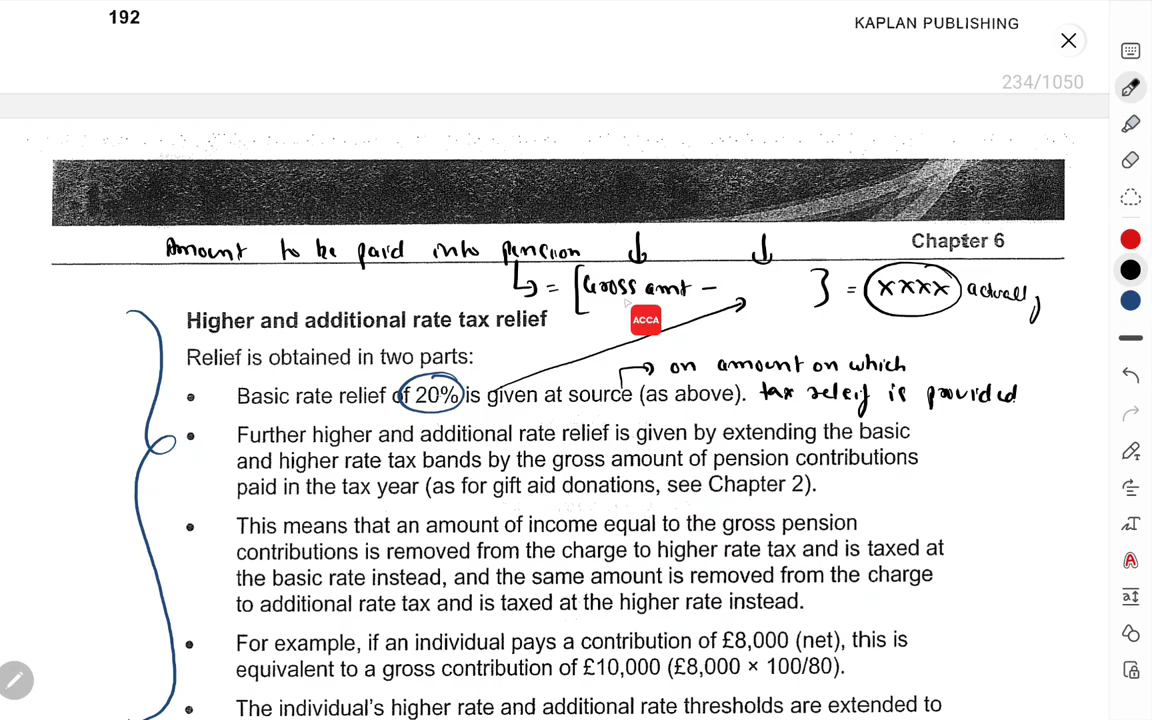 192
KAPLAN PUBLISHING
234/1050
Chapter 6
Amount to be paid into pension
= [Gross amt - } = xxxx actually
ACCA
Higher and additional rate tax relief
Relief is obtained in two parts:
on amount on which
Basic rate relief of 20% is given at source (as above). tax releif is provided
Further higher and additional rate relief is given by extending the basic
and higher rate tax bands by the gross amount of pension contributions
paid in the tax year (as for gift aid donations, see Chapter 2).
This means that an amount of income equal to the gross pension
contributions is removed from the charge to higher rate tax and is taxed at
the basic rate instead, and the same amount is removed from the charge
to additional rate tax and is taxed at the higher rate instead.
For example, if an individual pays a contribution of £8,000 (net), this is
equivalent to a gross contribution of £10,000 (£8,000 × 100/80).
The individual's higher rate and additional rate thresholds are extended to